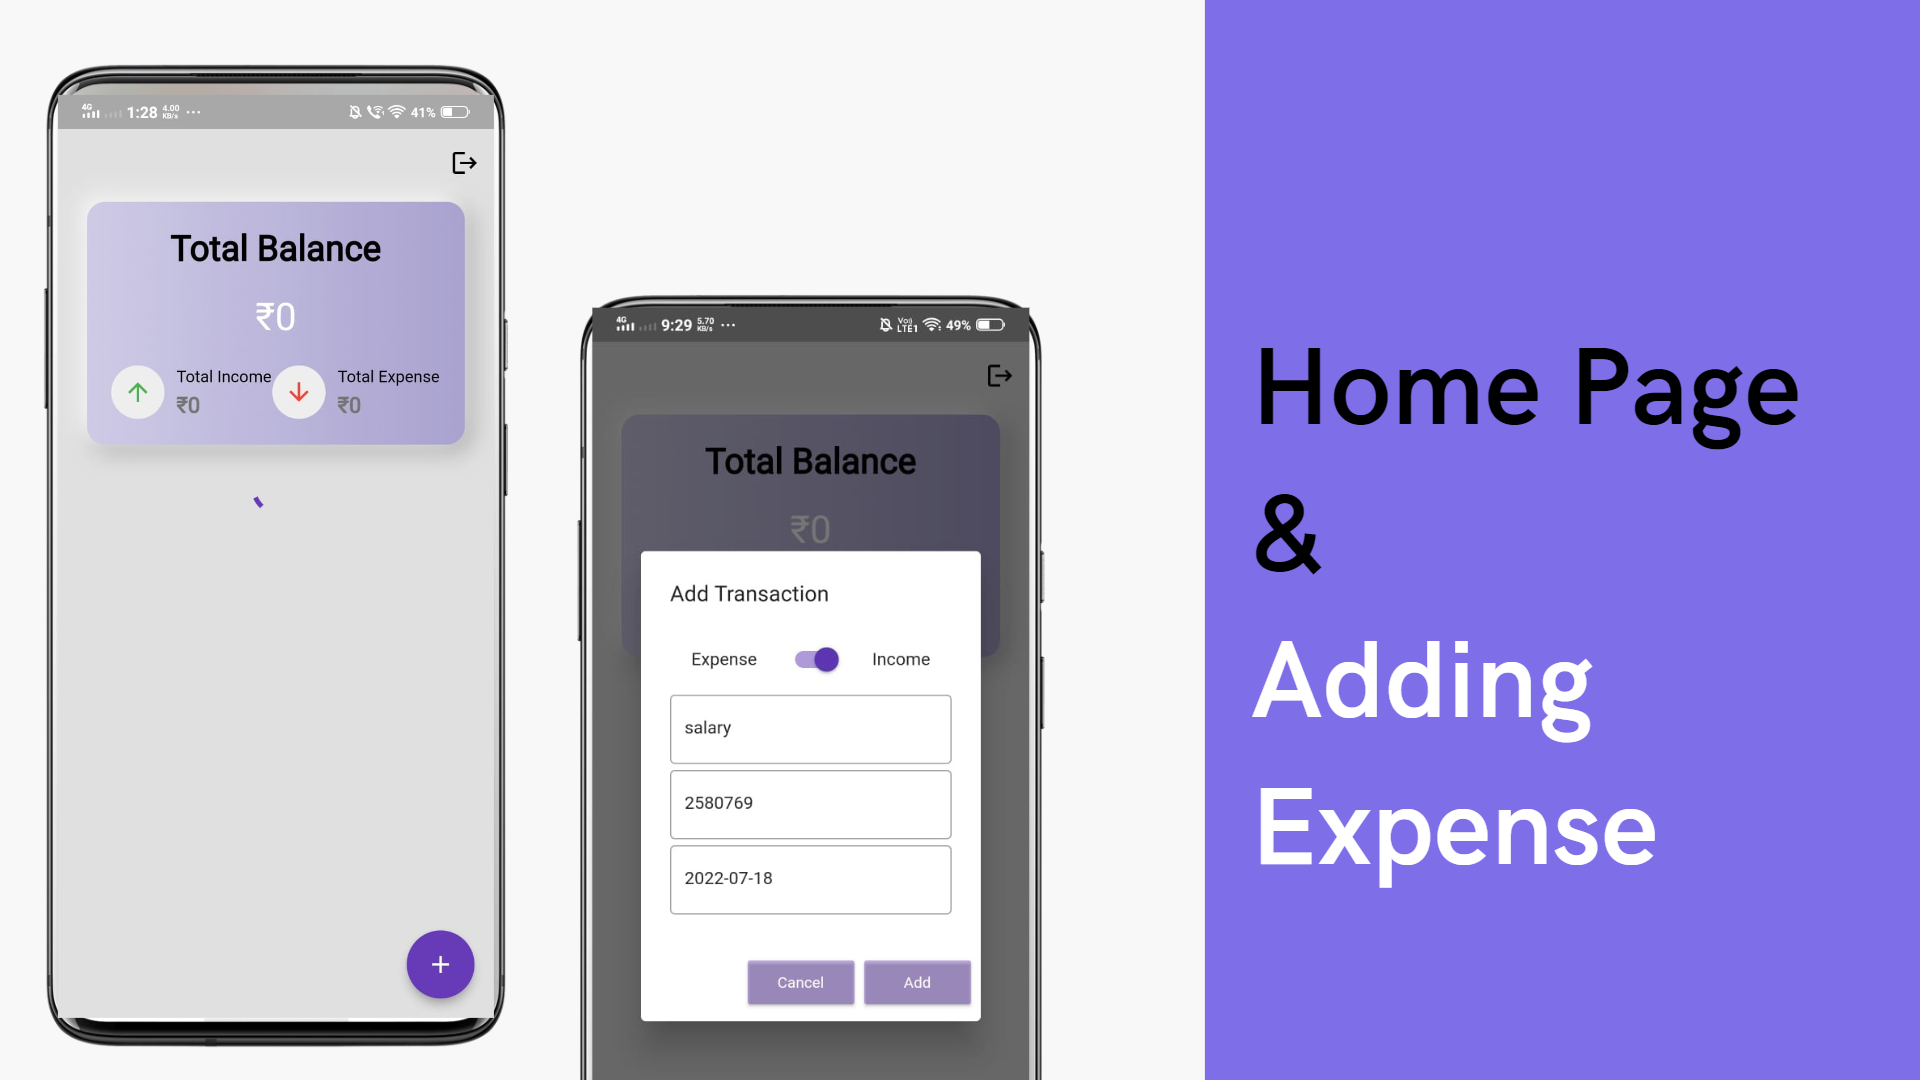 4G 1:28 4.00 KB/s ... 41%
Total Balance
₹0
Total Income
₹0
Total Expense
₹0
+
4G 9:29 5.70 KB/s ... Vo) LTE1 49%
Total Balance
₹0
Add Transaction
Expense Income
salary
2580769
2022-07-18
Cancel Add
Home Page
&
Adding
Expense